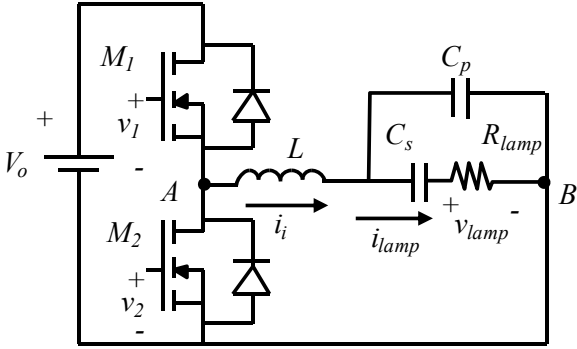 M1
Cp
+
v1
-
+
Vo
L
Cs
Rlamp
A
B
+
vlamp
-
ii
ilamp
M2
+
v2
-